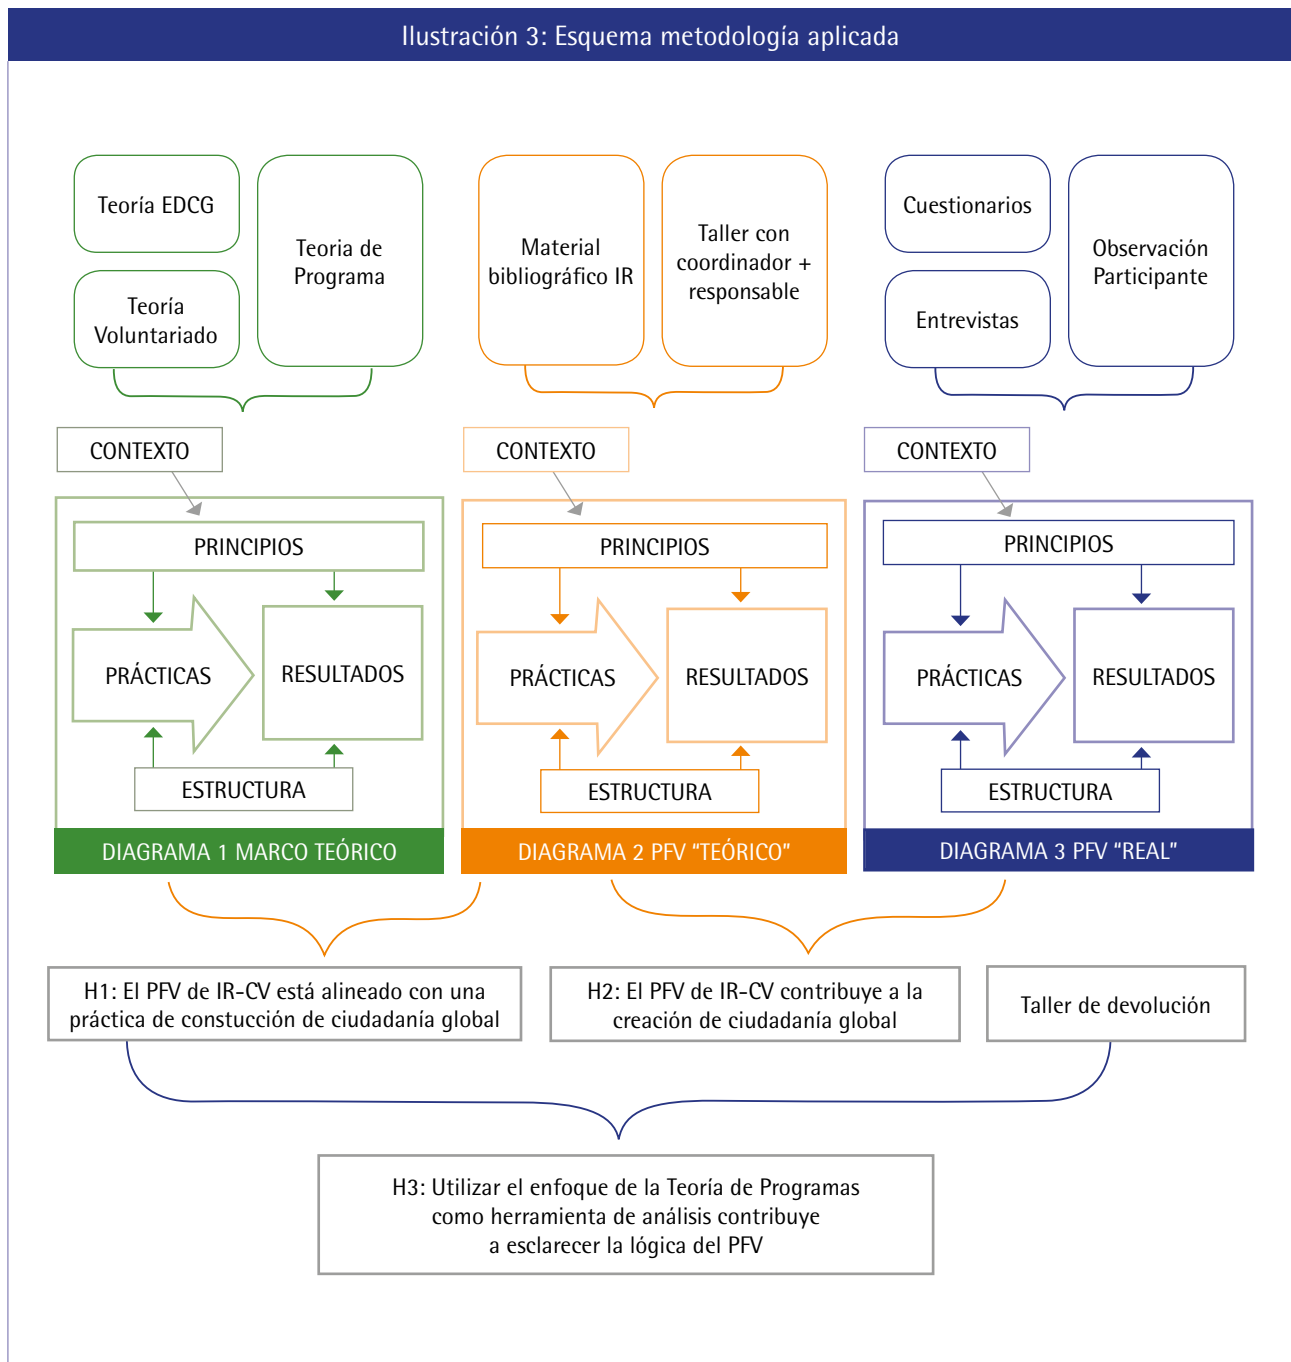 Ilustración 3: Esquema metodología aplicada
Teoría EDCG
Teoría
Voluntariado
Teoria de
Programa
Material
bibliográfico IR
Taller con
coordinador +
responsable
Cuestionarios
Entrevistas
Observación
Participante
CONTEXTO
PRINCIPIOS
PRÁCTICAS
RESULTADOS
ESTRUCTURA
DIAGRAMA 1 MARCO TEÓRICO
CONTEXTO
PRINCIPIOS
PRÁCTICAS
RESULTADOS
ESTRUCTURA
DIAGRAMA 2 PFV "TEÓRICO"
CONTEXTO
PRINCIPIOS
PRÁCTICAS
RESULTADOS
ESTRUCTURA
DIAGRAMA 3 PFV "REAL"
H1: El PFV de IR-CV está alineado con una
práctica de constucción de ciudadanía global
H2: El PFV de IR-CV contribuye a la
creación de ciudadanía global
Taller de devolución
H3: Utilizar el enfoque de la Teoría de Programas
como herramienta de análisis contribuye
a esclarecer la lógica del PFV